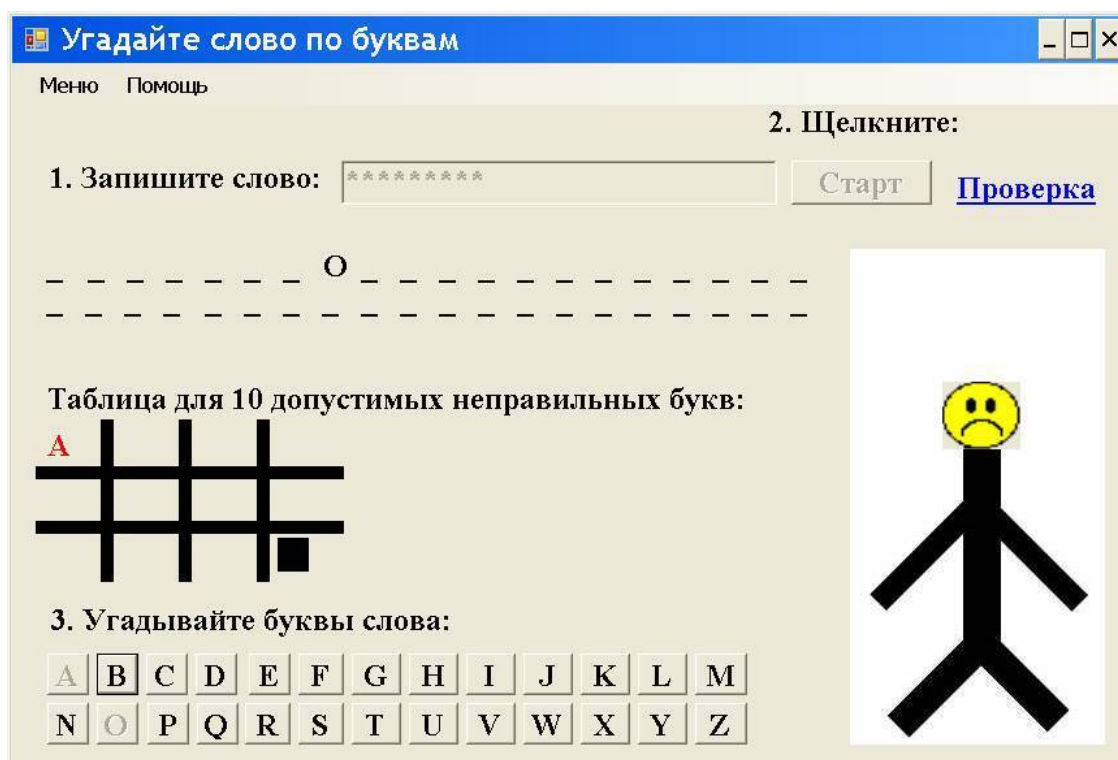 Угадайте слово по буквам
Меню Помощь
2. Щелкните:
1. Запишите слово: ********* Старт Проверка
_ _ _ _ _ _ _ O _ _ _ _ _ _ _ _ _ _ _ _
_ _ _ _ _ _ _ _ _ _ _ _ _ _ _ _ _ _ _ _ _
Таблица для 10 допустимых неправильных букв:
A
3. Угадывайте буквы слова:
A B C D E F G H I J K L M
N O P Q R S T U V W X Y Z